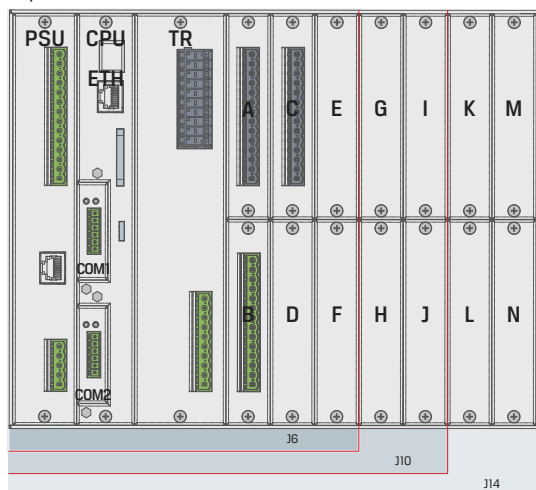 PSU CPU TR
ETH
A C E G I K M
COM1
B D F H J L N
COM2
J6
J10
J14